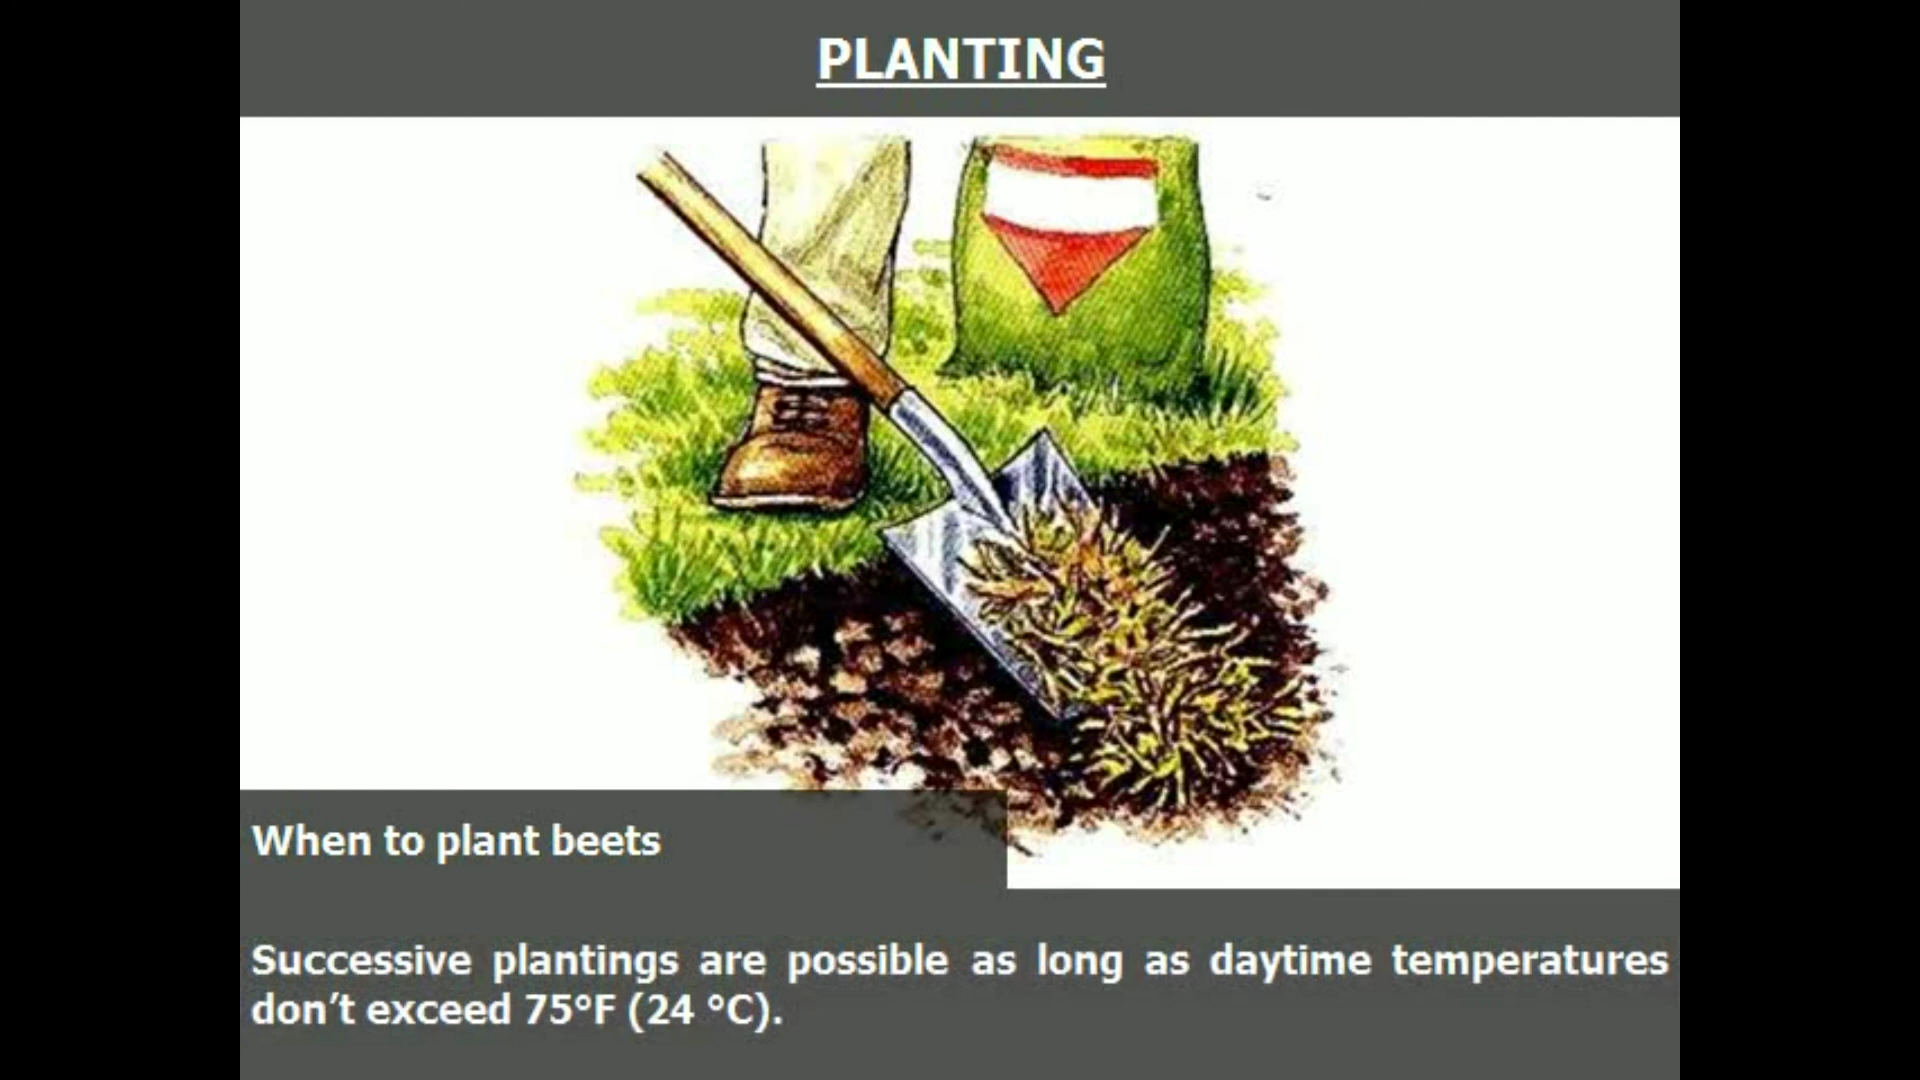 PLANTING
When to plant beets
Successive plantings are possible as long as daytime temperatures
don’t exceed 75°F (24 °C).